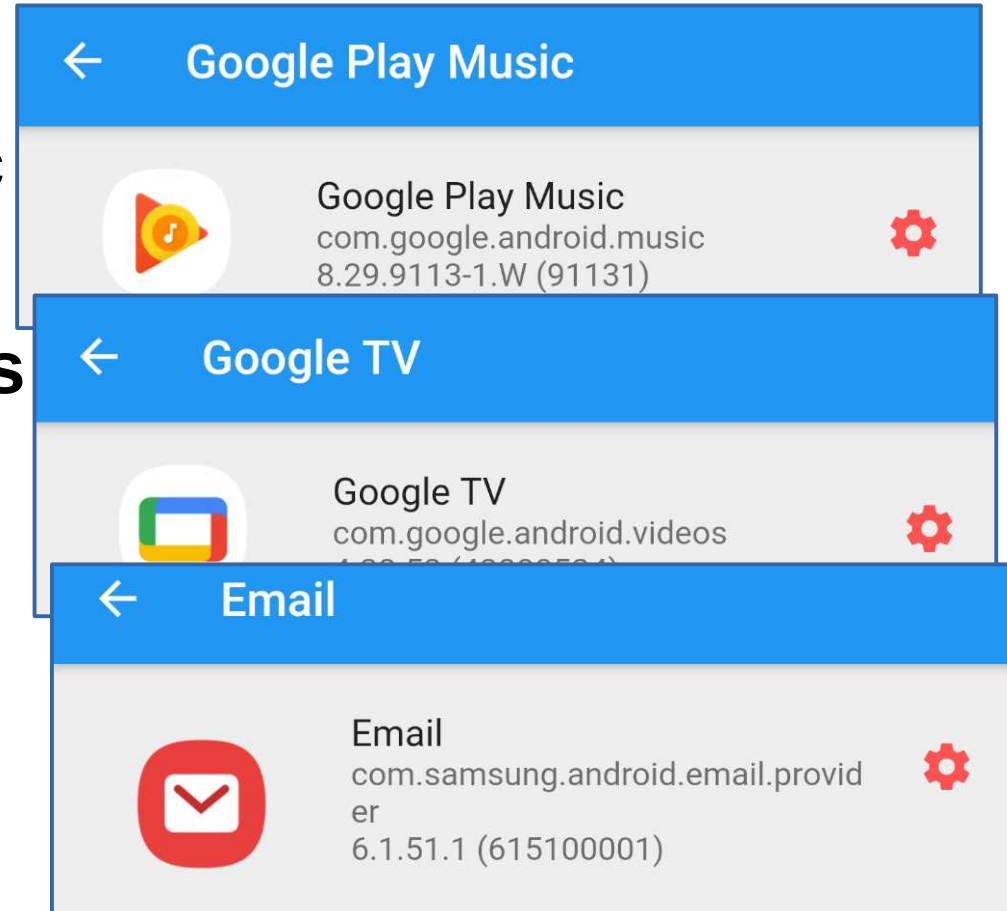 Google Play Music
Google Play Music
com.google.android.music
8.29.9113-1.W (91131)
s
Google TV
Google TV
com.google.android.videos
Email
Email
com.samsung.android.email.provid
er
6.1.51.1 (615100001)